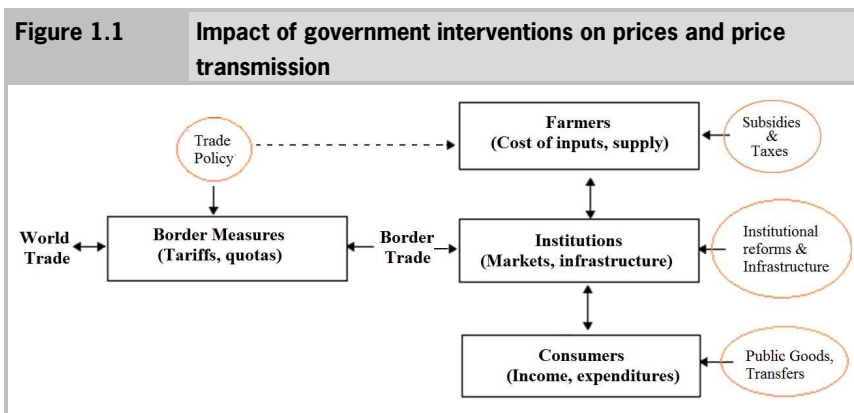 Figure 1.1
Impact of government interventions on prices and price
transmission
Trade
Policy
Farmers
(Cost of inputs, supply)
Subsidies
&
Taxes
World
Trade
Border Measures
(Tariffs, quotas)
Border
Trade
Institutions
(Markets, infrastructure)
Institutional
reforms &
Infrastructure
Consumers
(Income, expenditures)
Public Goods,
Transfers